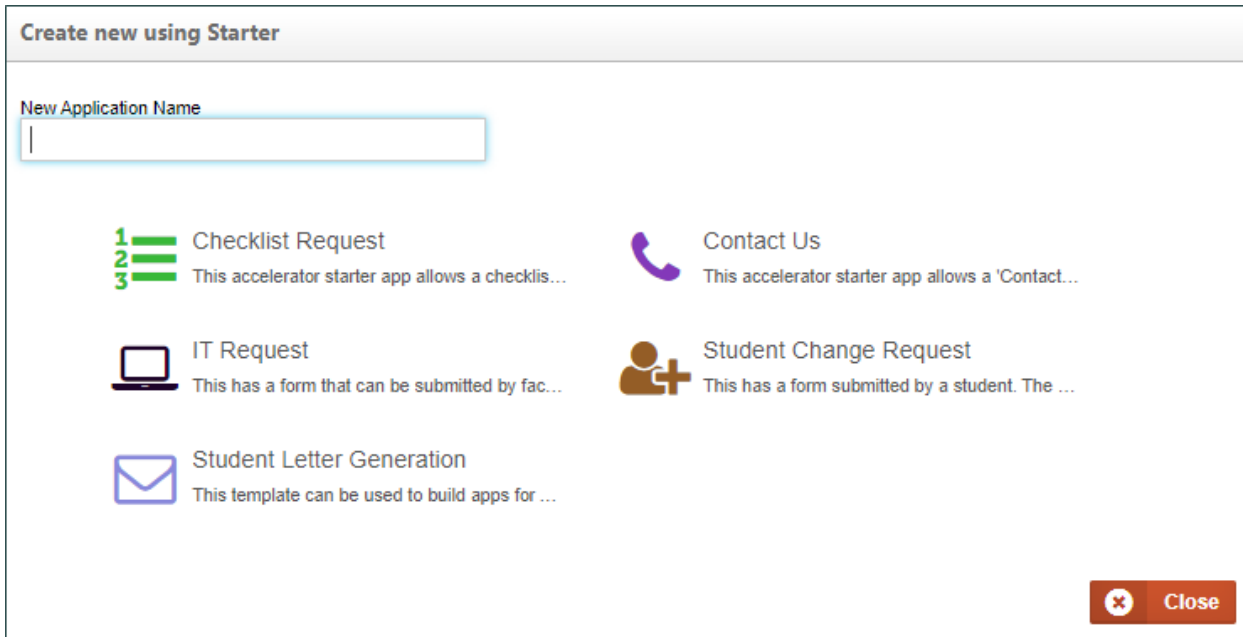 Create new using Starter
New Application Name
1
2
3
Checklist Request
This accelerator starter app allows a checklis...
Contact Us
This accelerator starter app allows a 'Contact...
IT Request
This has a form that can be submitted by fac...
Student Change Request
This has a form submitted by a student. The ...
Student Letter Generation
This template can be used to build apps for ...
Close